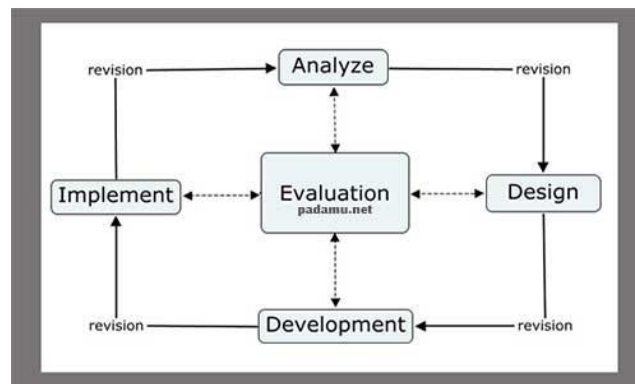 Analyze
revision
revision
Implement
Evaluation
padamu.net
Design
revision
Development
revision